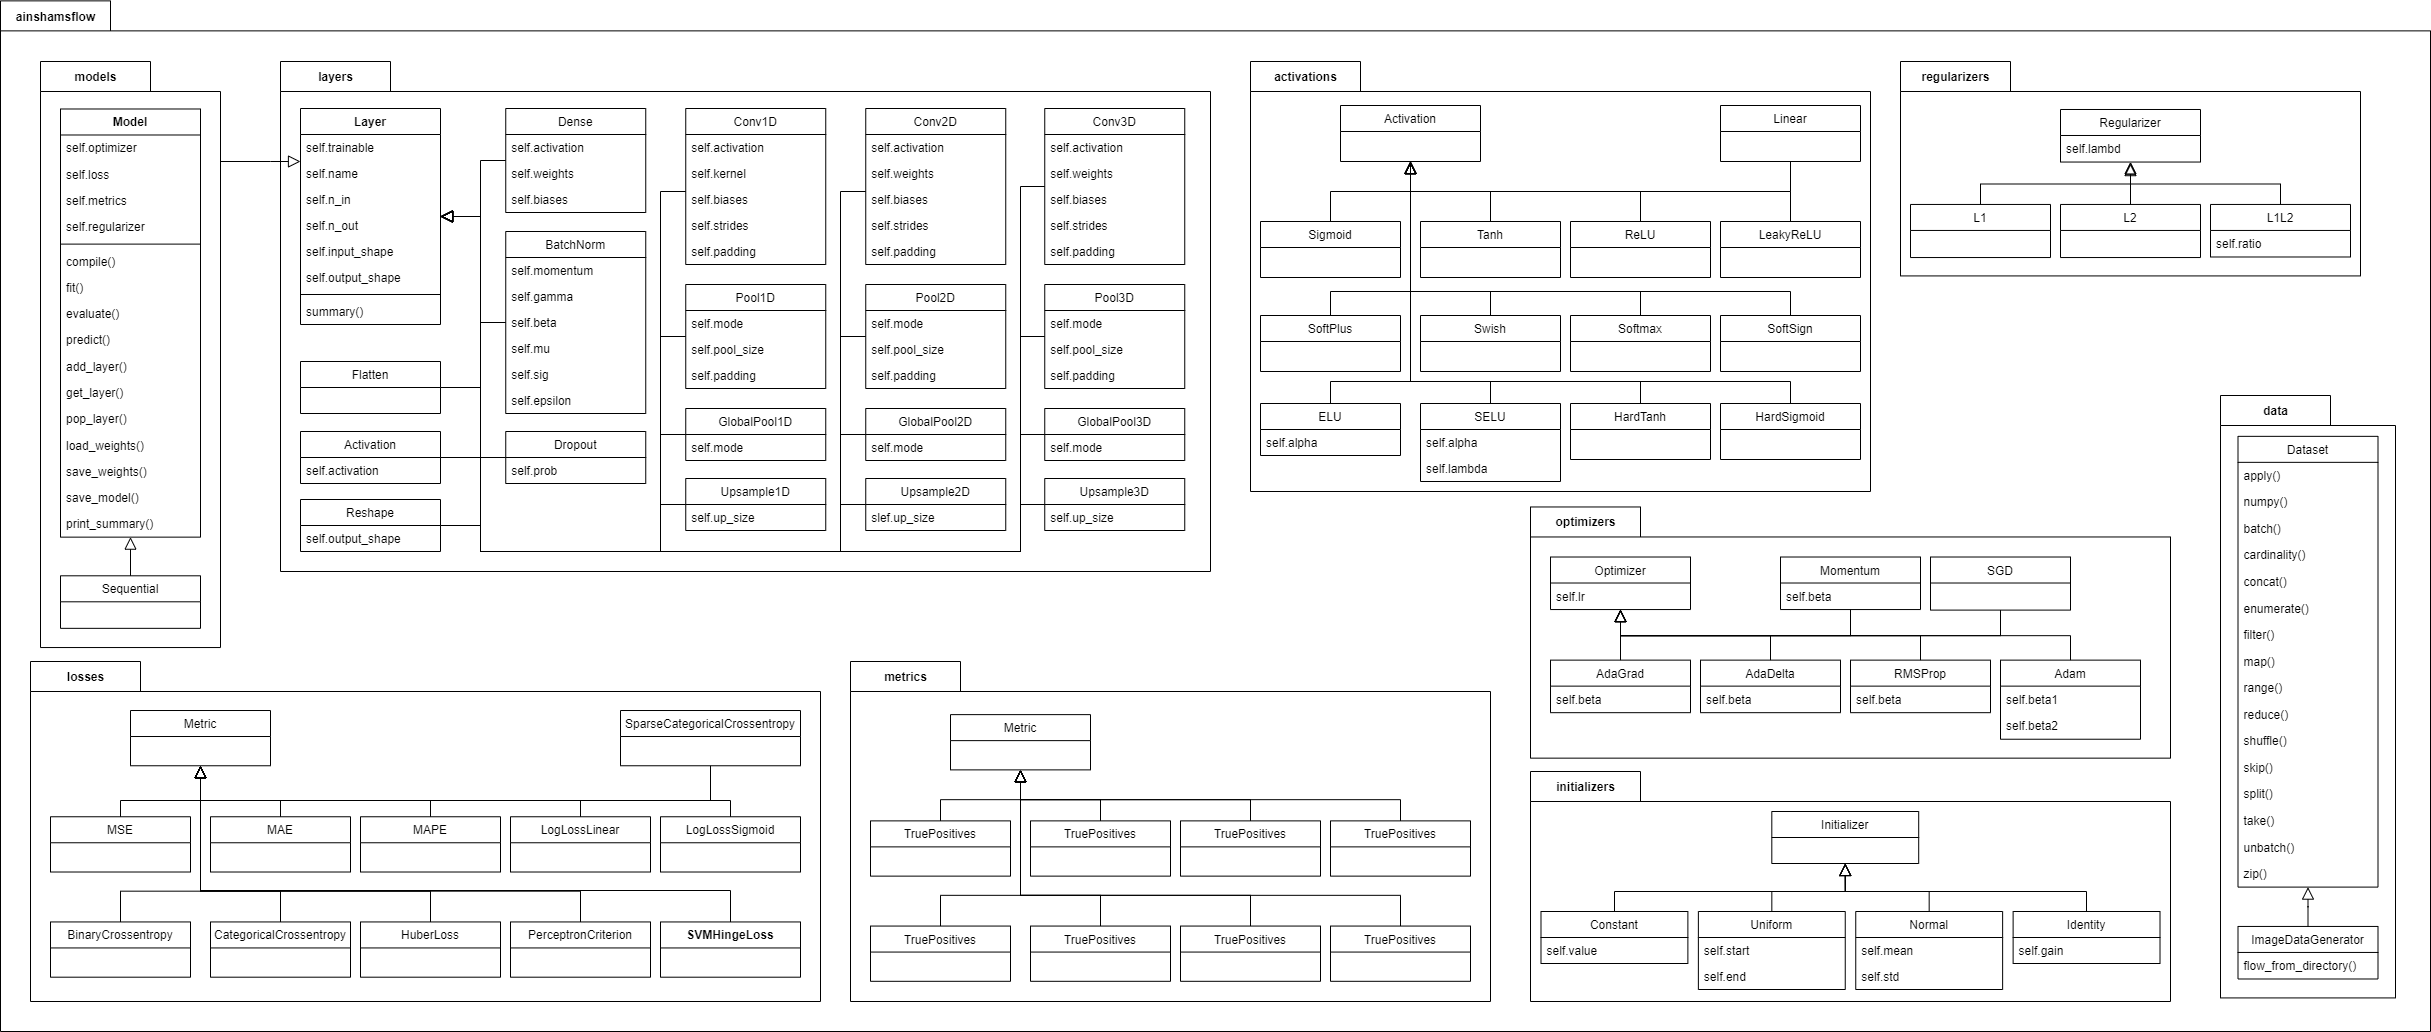 ainshamsflow
models
Model
self.optimizer
self.loss
self.metrics
self.regularizer
compile()
fit()
evaluate()
predict()
add_layer()
get_layer()
pop_layer()
load_weights()
save_weights()
save_model()
print_summary()
Sequential
layers
Layer
self.trainable
self.name
self.n_in
self.n_out
self.input_shape
self.output_shape
summary()
Flatten
Activation
self.activation
Reshape
self.output_shape
Dense
self.activation
self.weights
self.biases
BatchNorm
self.momentum
self.gamma
self.beta
self.mu
self.sig
self.epsilon
Dropout
self.prob
Conv1D
self.activation
self.kernel
self.biases
self.strides
self.padding
Pool1D
self.mode
self.pool_size
self.padding
GlobalPool1D
self.mode
Upsample1D
self.up_size
Conv2D
self.activation
self.weights
self.biases
self.strides
self.padding
Pool2D
self.mode
self.pool_size
self.padding
GlobalPool2D
self.mode
Upsample2D
slef.up_size
Conv3D
self.activation
self.weights
self.biases
self.strides
self.padding
Pool3D
self.mode
self.pool_size
self.padding
GlobalPool3D
self.mode
Upsample3D
self.up_size
activations
Activation
Linear
Sigmoid
Tanh
ReLU
LeakyReLU
SoftPlus
Swish
Softmax
SoftSign
ELU
self.alpha
SELU
self.alpha
self.lambda
HardTanh
HardSigmoid
regularizers
Regularizer
self.lambd
L1
L2
L1L2
self.ratio
data
Dataset
apply()
numpy()
batch()
cardinality()
concat()
enumerate()
filter()
map()
range()
reduce()
shuffle()
skip()
split()
take()
unbatch()
zip()
ImageDataGenerator
flow_from_directory()
optimizers
Optimizer
self.lr
Momentum
self.beta
SGD
AdaGrad
self.beta
AdaDelta
self.beta
RMSProp
self.beta
Adam
self.beta1
self.beta2
losses
Metric
SparseCategoricalCrossentropy
MSE
MAE
MAPE
LogLossLinear
LogLossSigmoid
BinaryCrossentropy
CategoricalCrossentropy
HuberLoss
PerceptronCriterion
SVMHingeLoss
metrics
Metric
TruePositives
TruePositives
TruePositives
TruePositives
TruePositives
TruePositives
TruePositives
TruePositives
initializers
Initializer
Constant
self.value
Uniform
self.start
self.end
Normal
self.mean
self.std
Identity
self.gain